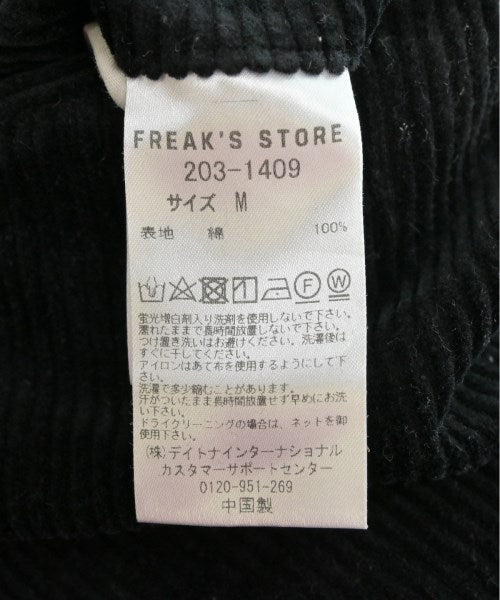 FREAK'S STORE
203-1409
サイズ M
表地 綿 100%
F W
蛍光増白剤入り洗剤を使用しないで下さい。
濡れたままで長時間放置しないで下さい。
つけ置き洗いはお避けください。洗濯後は
すぐに干してください。
アイロンはあて布を使用するようにして下
さい。
洗濯で多少縮むことがあります。
汗がついたまま長時間放置せず早めにお洗
い下さい。
ドライクリーニングの場合は、ネットを御
使用下さい。
(株)デイトナインターナショナル
カスタマーサポートセンター
0120-951-269
中国製